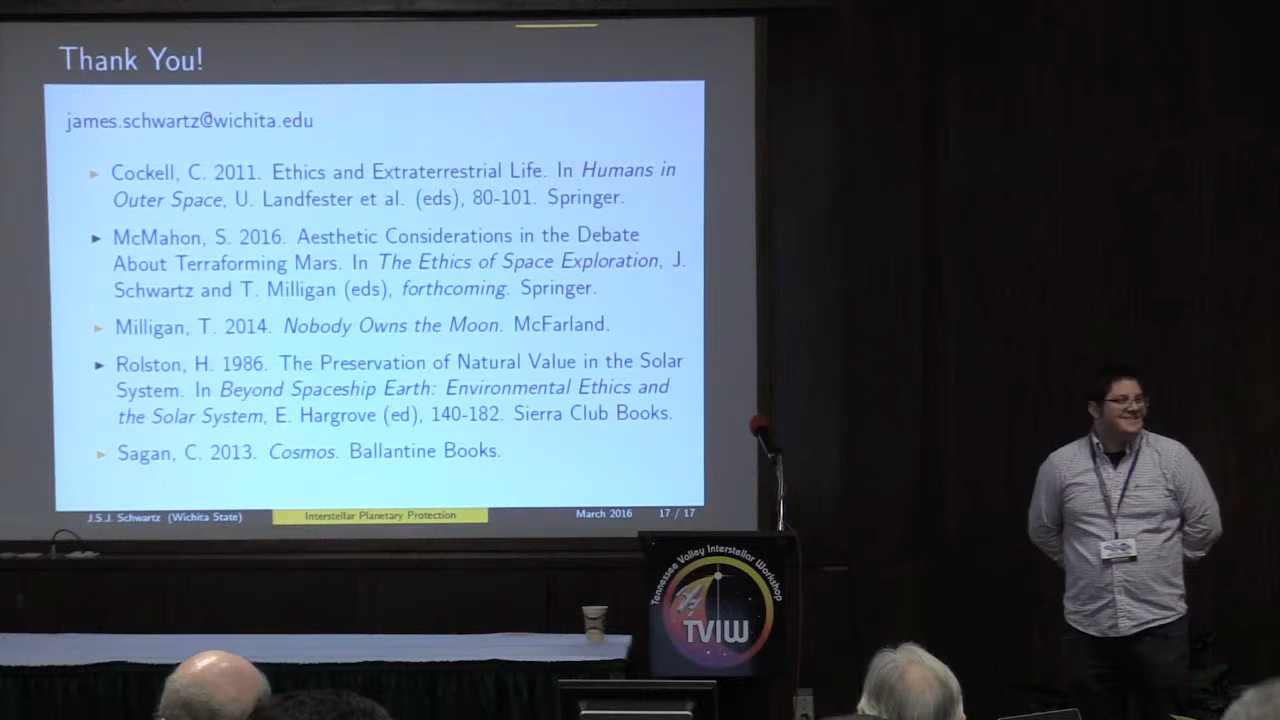 Thank You!
james.schwartz@wichita.edu
Cockell, C. 2011. Ethics and Extraterrestrial Life. In Humans in
Outer Space, U. Landfester et al. (eds), 80-101. Springer.
McMahon, S. 2016. Aesthetic Considerations in the Debate
About Terraforming Mars. In The Ethics of Space Exploration, J.
Schwartz and T. Milligan (eds), forthcoming. Springer.
Milligan, T. 2014. Nobody Owns the Moon. McFarland.
Rolston, H. 1986. The Preservation of Natural Value in the Solar
System. In Beyond Spaceship Earth: Environmental Ethics and
the Solar System, E. Hargrove (ed), 140-182. Sierra Club Books.
Sagan, C. 2013. Cosmos. Ballantine Books.
J.S.J. Schwartz (Wichita State) Interstellar Planetary Protection March 2016 17 / 17
Tennessee Valley Interstellar Workshop
TVIW